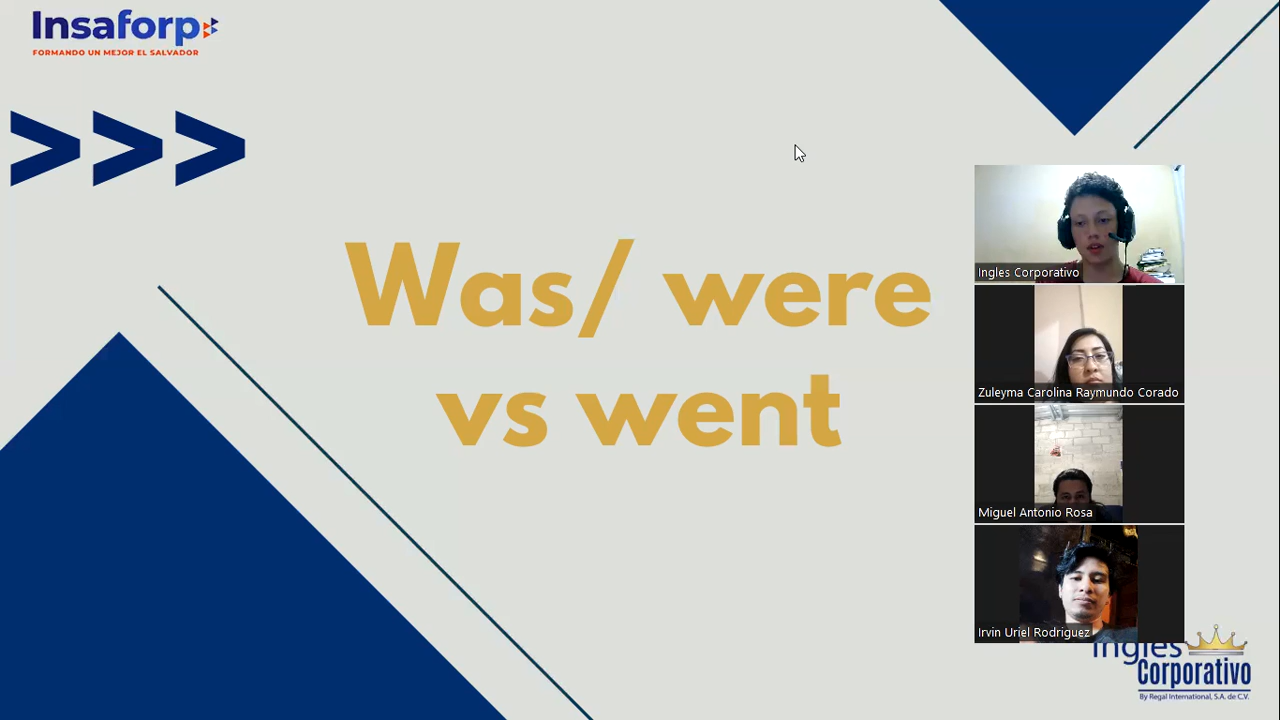 Insaforp
FORMANDO UN MEJOR EL SALVADOR
>>>
Was/ were
vs went
Ingles Corporativo
Zuleyma Carolina Raymundo Corado
Miguel Antonio Rosa
Irvin Uriel Rodriguez
Ingles
Corporativo
By Regal International, S.A. de C.V.